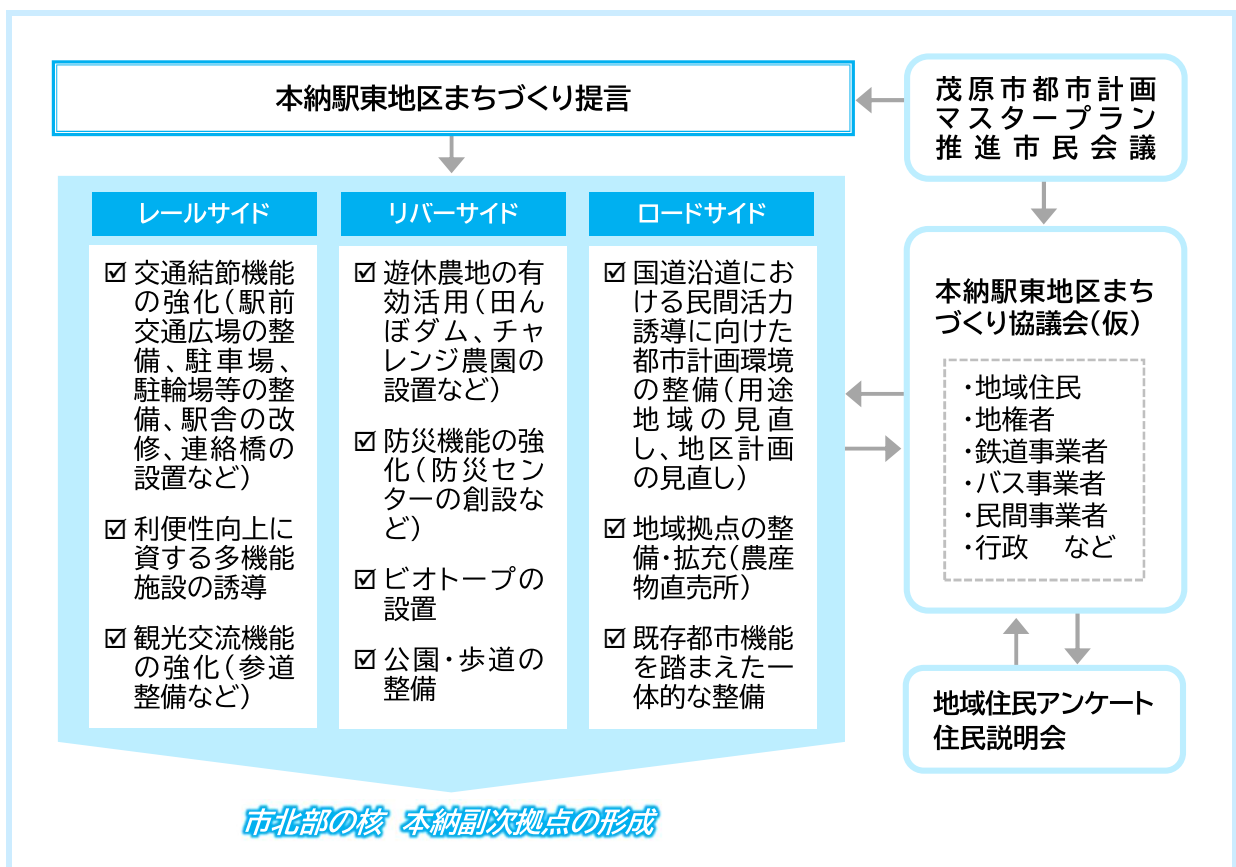 本納駅東地区まちづくり提言
茂原市都市計画
マスタープラン
推進市民会議
レールサイド
☑ 交通結節機能
の強化（駅前
交通広場の整
備、駐車場、
駐輪場等の整
備、駅舎の改
修、連絡橋の
設置など）
☑ 利便性向上に
資する多機能
施設の誘導
☑ 観光交流機能
の強化（参道
整備など）
リバーサイド
☑ 遊休農地の有
効活用（田ん
ぼダム、チャ
レンジ農園の
設置など）
☑ 防災機能の強
化（防災セン
ターの創設な
ど）
☑ ビオトープの
設置
☑ 公園・歩道の
整備
ロードサイド
☑ 国道沿道にお
ける民間活力
誘導に向けた
都市計画環境
の整備（用途
地域の見直
し、地区計画
の見直し）
☑ 地域拠点の整
備・拡充（農産
物直売所）
☑ 既存都市機能
を踏まえた一
体的な整備
本納駅東地区まち
づくり協議会（仮）
・地域住民
・地権者
・鉄道事業者
・バス事業者
・民間事業者
・行政　など
地域住民アンケート
住民説明会
市北部の核　本納副次拠点の形成